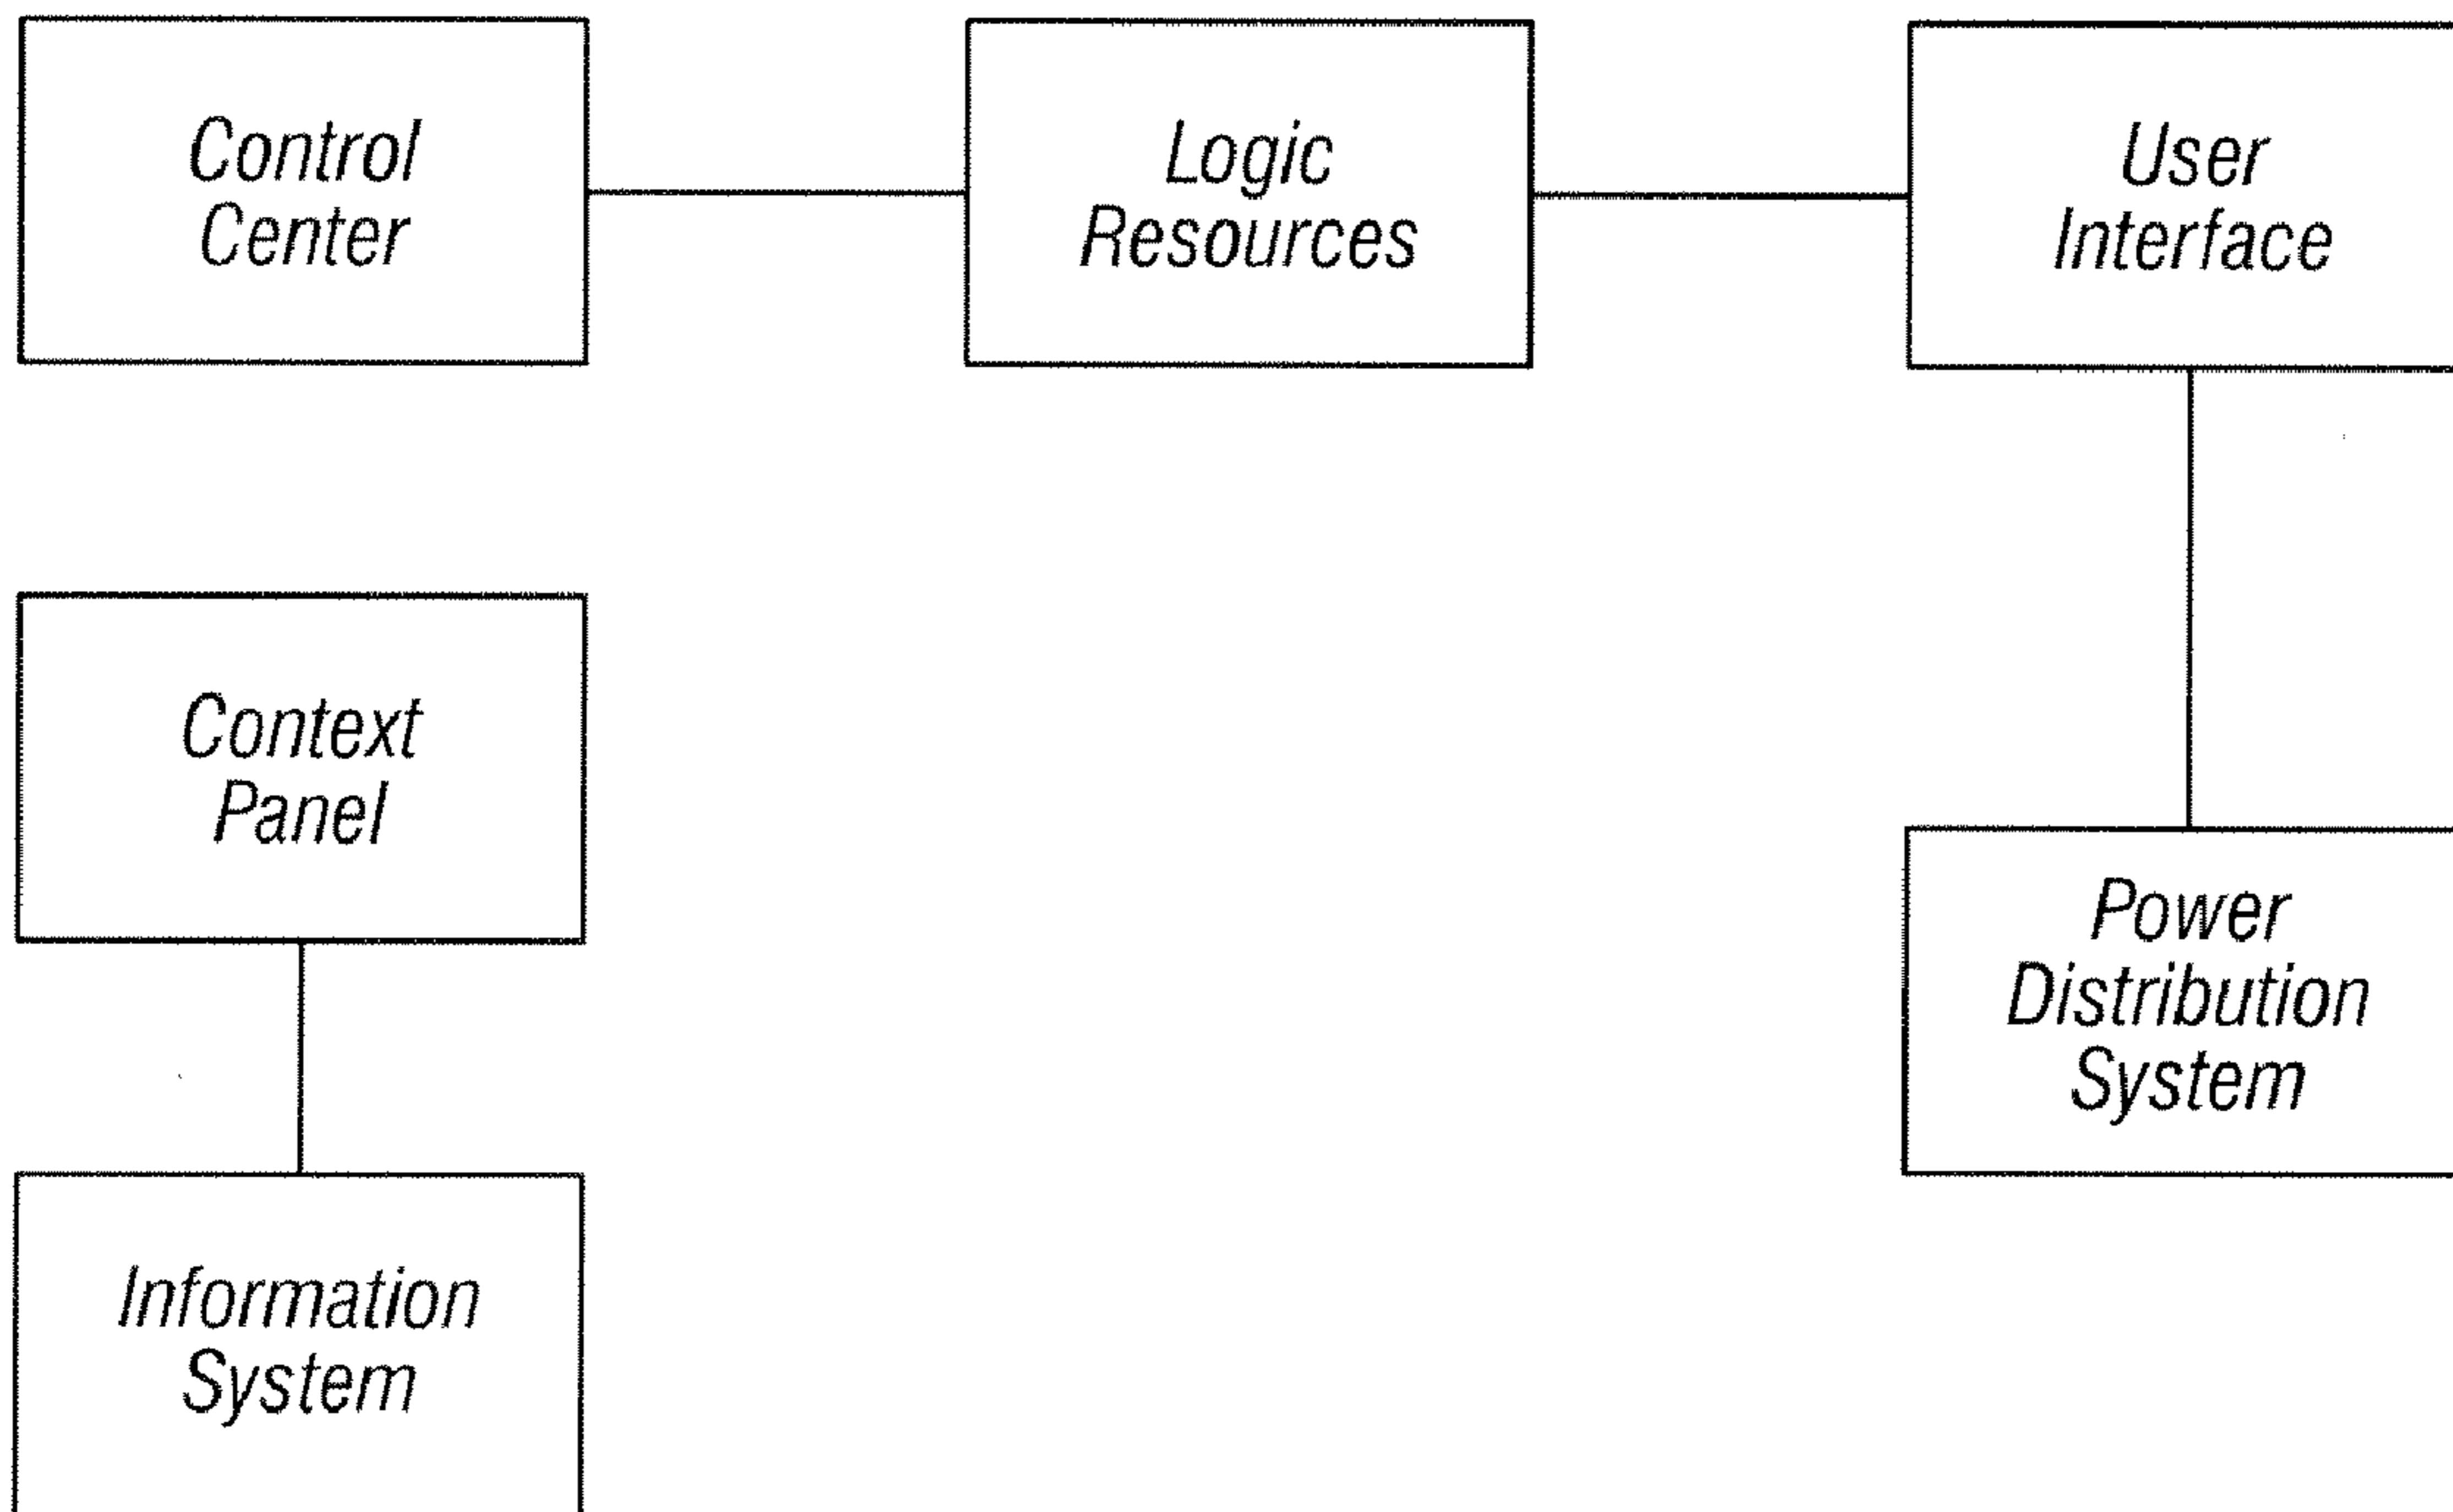 Control
Center
Logic
Resources
User
Interface
Context
Panel
Power
Distribution
System
Information
System